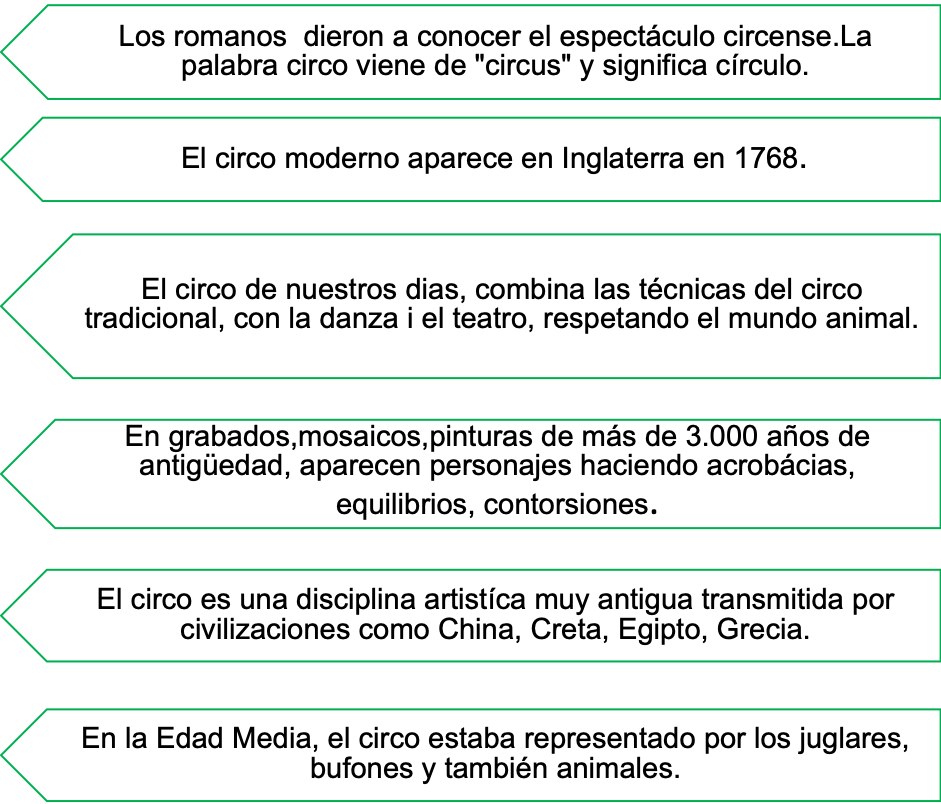 Los romanos  dieron a conocer el espectáculo circense.La
palabra circo viene de "circus" y significa círculo.
El circo moderno aparece en Inglaterra en 1768.
El circo de nuestros dias, combina las técnicas del circo
tradicional, con la danza i el teatro, respetando el mundo animal.
En grabados,mosaicos,pinturas de más de 3.000 años de
antigüedad, aparecen personajes haciendo acrobácias,
equilibrios, contorsiones.
El circo es una disciplina artistíca muy antigua transmitida por
civilizaciones como China, Creta, Egipto, Grecia.
En la Edad Media, el circo estaba representado por los juglares,
bufones y también animales.